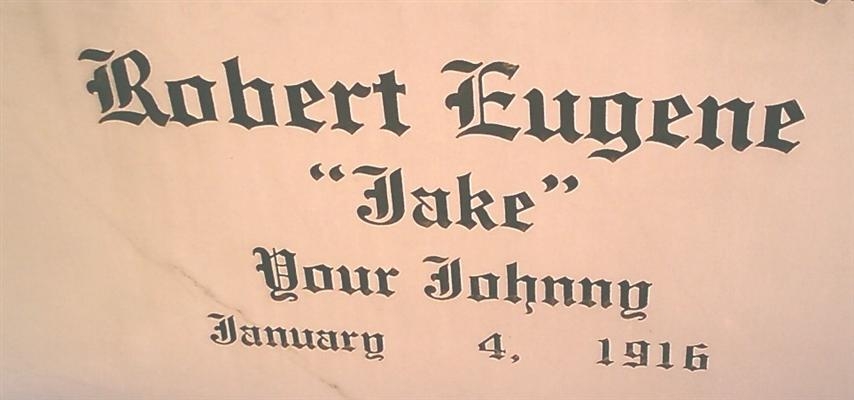 Robert Eugene
"Jake"
Your Johnny
January 4, 1916